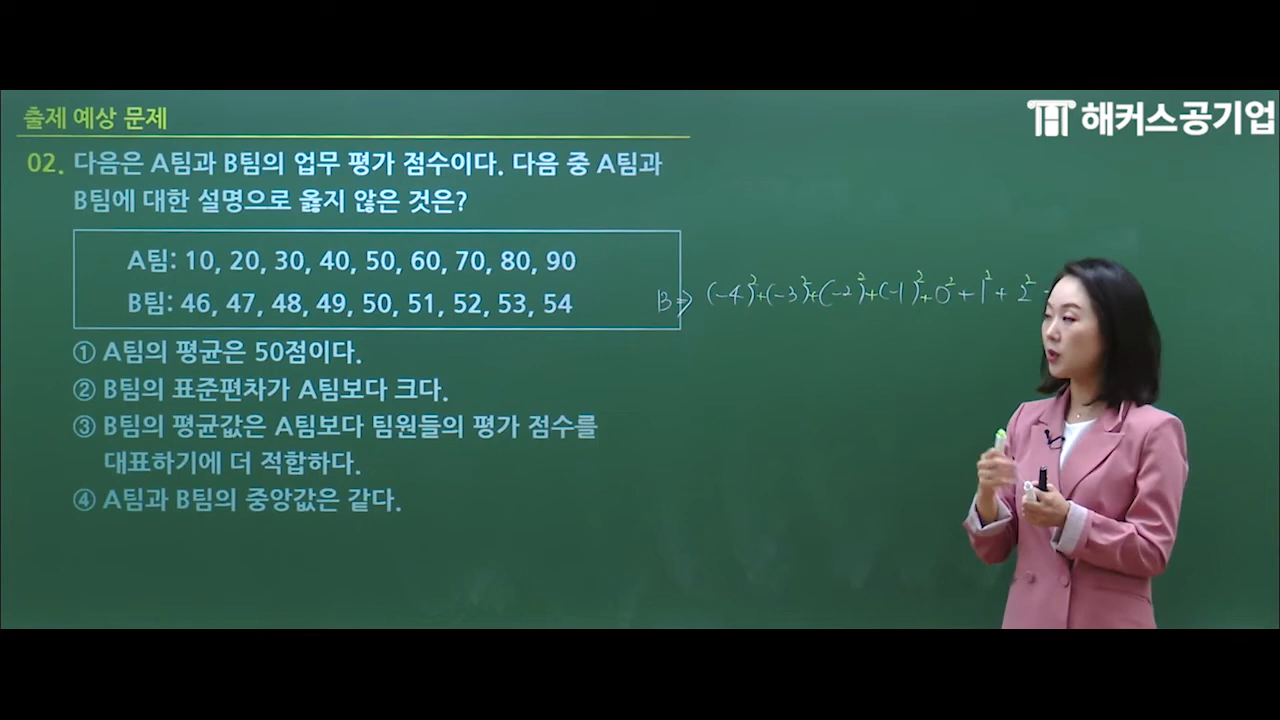 출제 예상 문제
해커스공기업
02. 다음은 A팀과 B팀의 업무 평가 점수이다. 다음 중 A팀과
B팀에 대한 설명으로 옳지 않은 것은?
A팀: 10, 20, 30, 40, 50, 60, 70, 80, 90
B팀: 46, 47, 48, 49, 50, 51, 52, 53, 54
B⇒ (-4)²+(-3)²+(-2)²+(-1)²+0²+1²+2²
① A팀의 평균은 50점이다.
② B팀의 표준편차가 A팀보다 크다.
③ B팀의 평균값은 A팀보다 팀원들의 평가 점수를
대표하기에 더 적합하다.
④ A팀과 B팀의 중앙값은 같다.